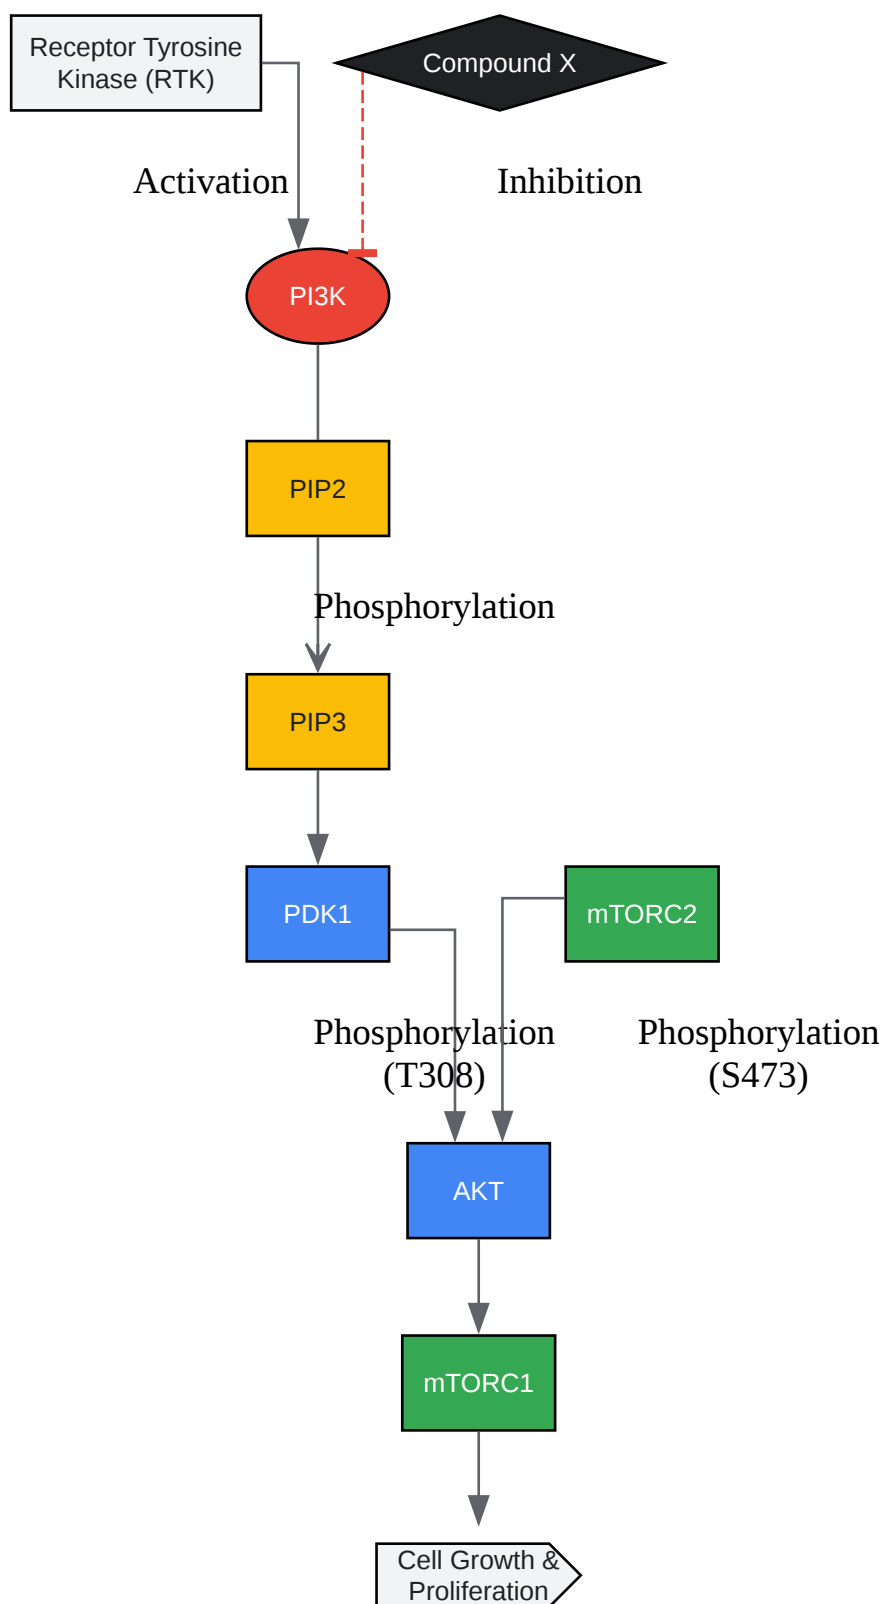 Receptor Tyrosine
Kinase (RTK)
Compound X
Activation
Inhibition
PI3K
PIP2
Phosphorylation
PIP3
PDK1
mTORC2
Phosphorylation
(T308)
Phosphorylation
(S473)
AKT
mTORC1
Cell Growth &
Proliferation